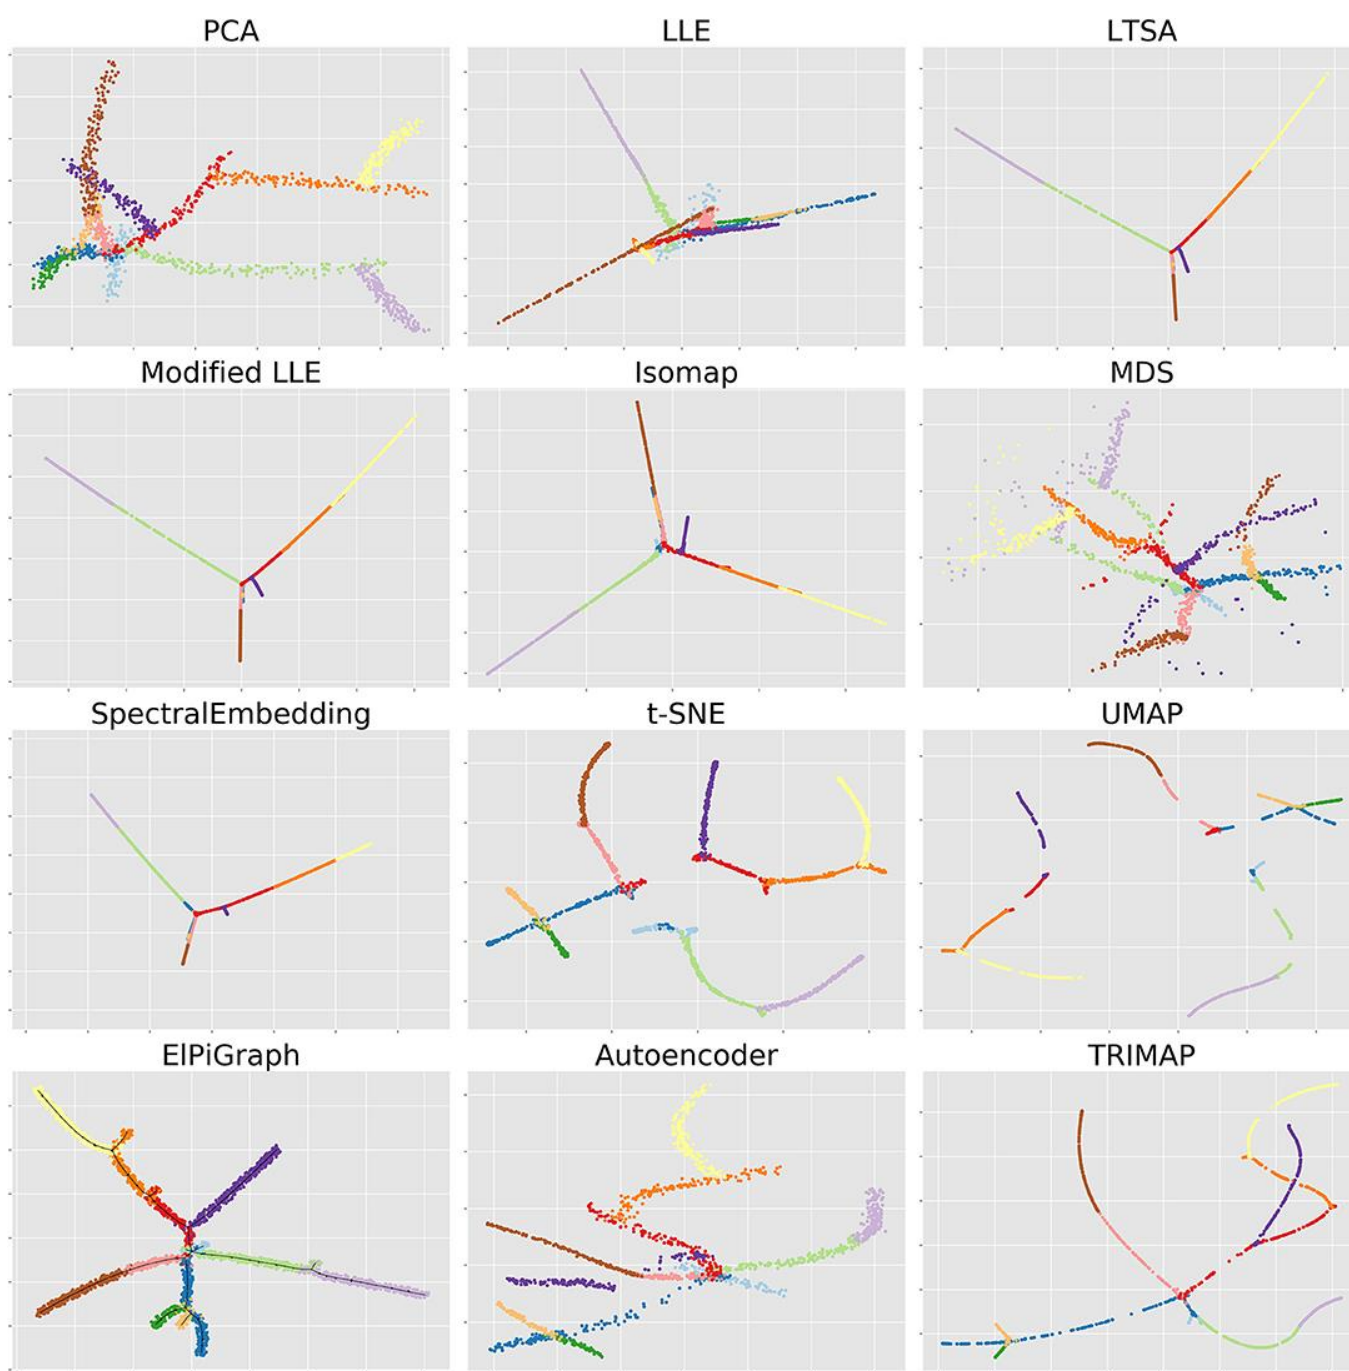 PCA
LLE
LTSA
Modified LLE
Isomap
MDS
SpectralEmbedding
t-SNE
UMAP
ElPiGraph
Autoencoder
TRIMAP